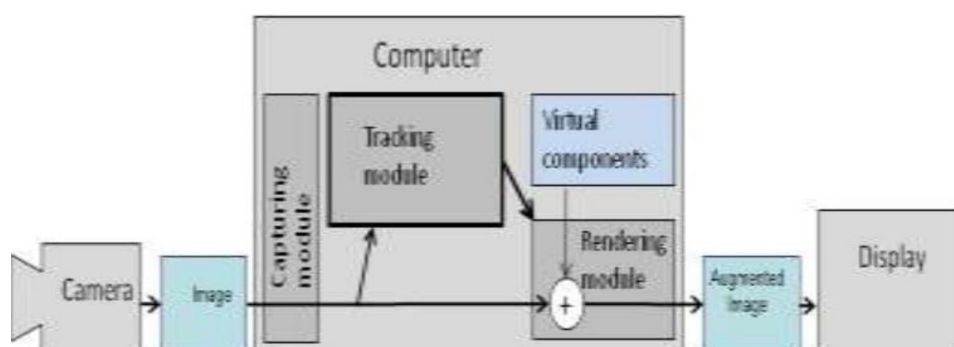 Computer
Capturing
module
Tracking
module
Virtual
components
Rendering
module
+
Camera
Image
Augmented
Image
Display